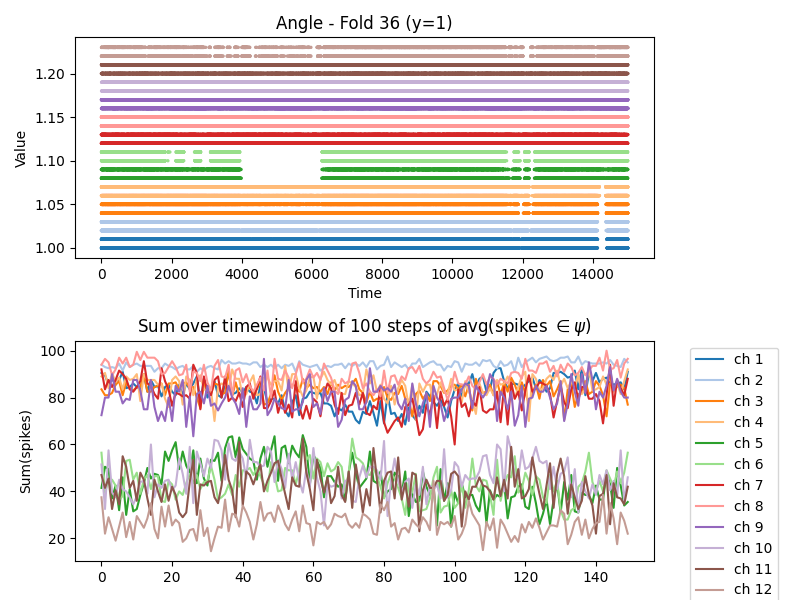 Angle - Fold 36 (y=1)
Value
1.20
1.15
1.10
1.05
1.00
0 2000 4000 6000 8000 10000 12000 14000
Time
Sum over timewindow of 100 steps of avg(spikes ∈ψ)
Sum(spikes)
100
80
60
40
20
0 20 40 60 80 100 120 140
ch 1
ch 2
ch 3
ch 4
ch 5
ch 6
ch 7
ch 8
ch 9
ch 10
ch 11
ch 12